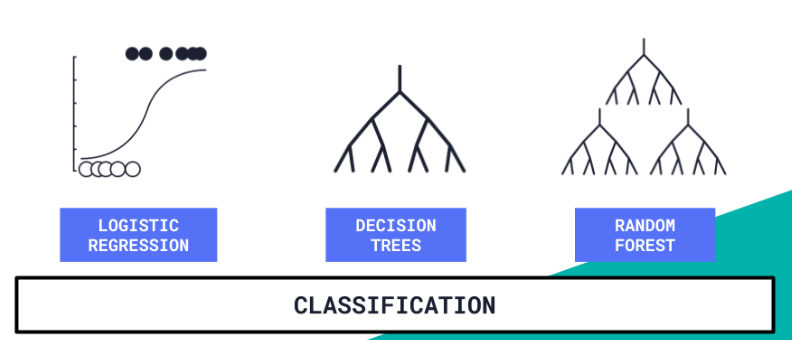 LOGISTIC
REGRESSION
DECISION
TREES
RANDOM
FOREST
CLASSIFICATION